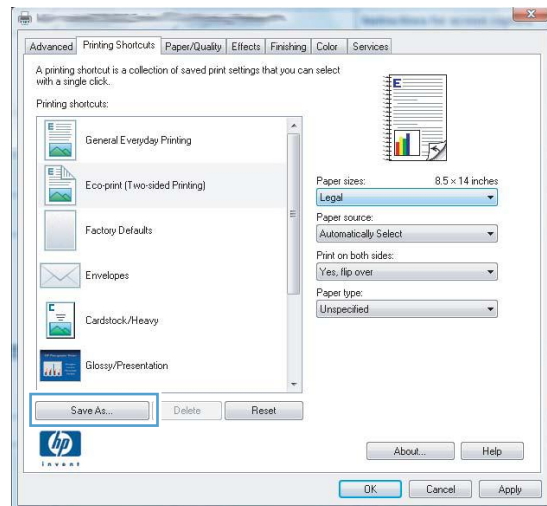 Advanced
Printing Shortcuts
Paper/Quality
Effects
Finishing
Color
Services
A printing shortcut is a collection of saved print settings that you can select
with a single click.
Printing shortcuts:
General Everyday Printing
Eco-print (Two-sided Printing)
Factory Defaults
Envelopes
Cardstock/Heavy
Glossy/Presentation
Save As...
Delete
Reset
E
Paper sizes: 8.5 × 14 inches
Legal
Paper source:
Automatically Select
Print on both sides:
Yes, flip over
Paper type:
Unspecified
hp
invent
About...
Help
OK
Cancel
Apply